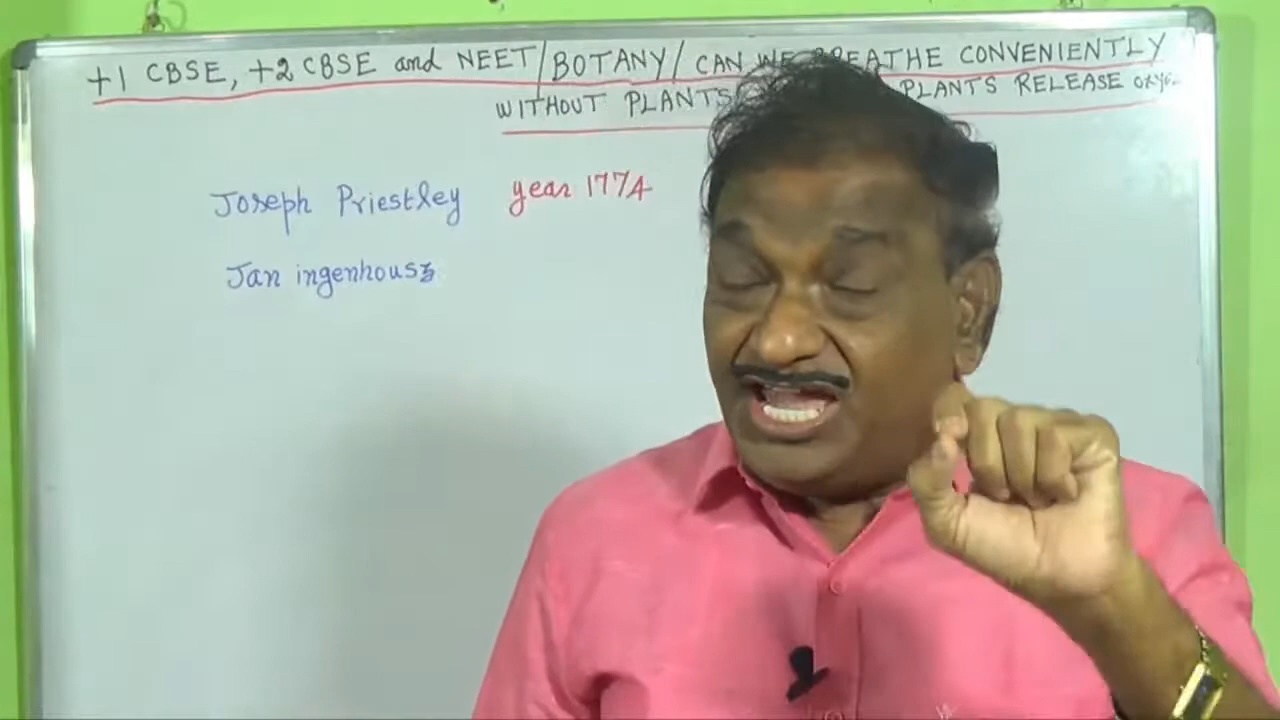 +1 CBSE, +2 CBSE and NEET/BOTANY/ CAN WE BREATHE CONVENIENTLY
WITHOUT PLANTS PLANTS RELEASE
Joseph Priestley year 1774
Jan ingenhousz